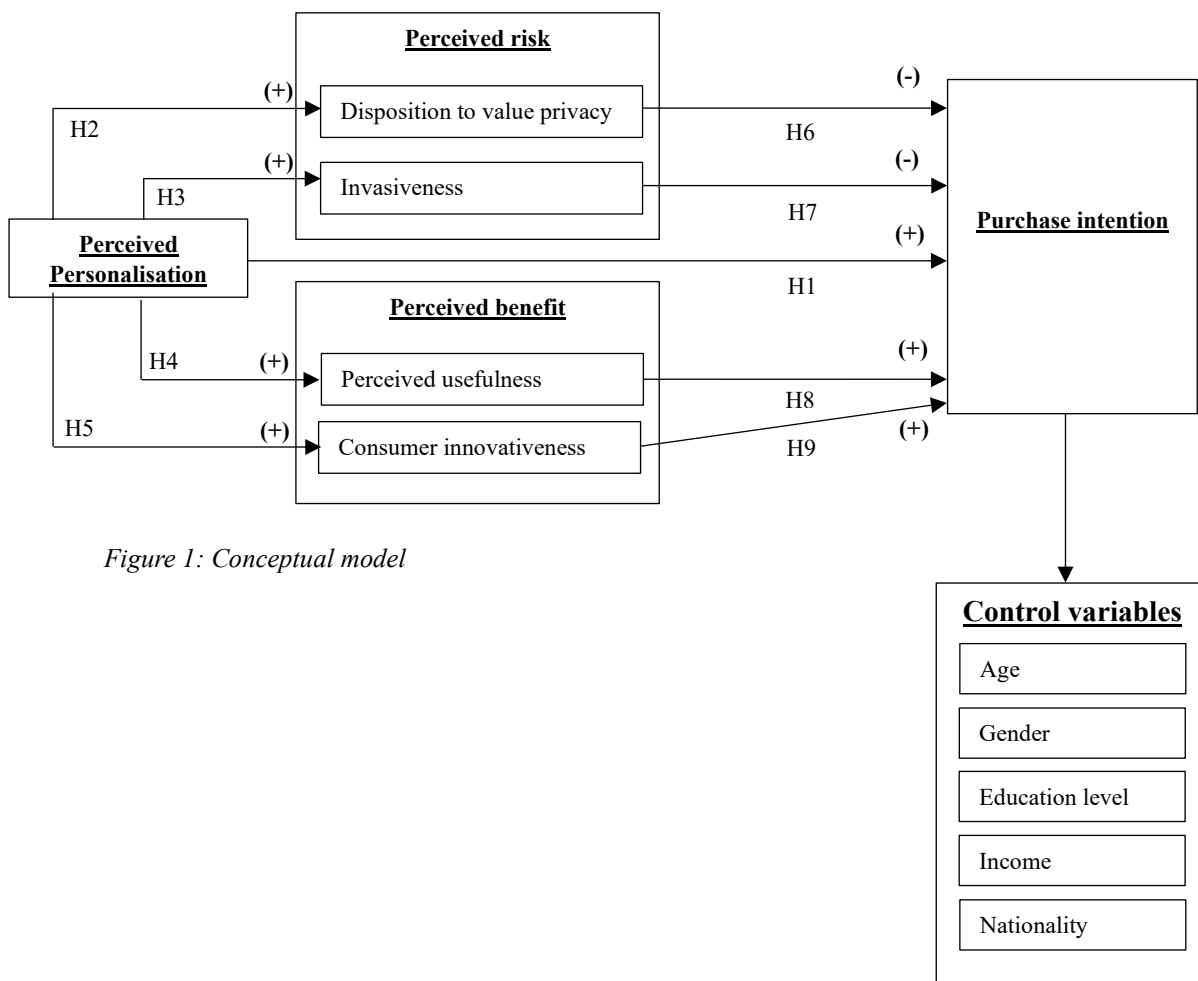 Perceived risk
(+)
(-)
Disposition to value privacy
H2
H6
(+)
(-)
Invasiveness
H3
H7
Perceived
Personalisation
(+)
Purchase intention
H1
Perceived benefit
H4
(+)
(+)
Perceived usefulness
H8
H5
(+)
(+)
Consumer innovativeness
H9
Figure 1: Conceptual model
Control variables
Age
Gender
Education level
Income
Nationality